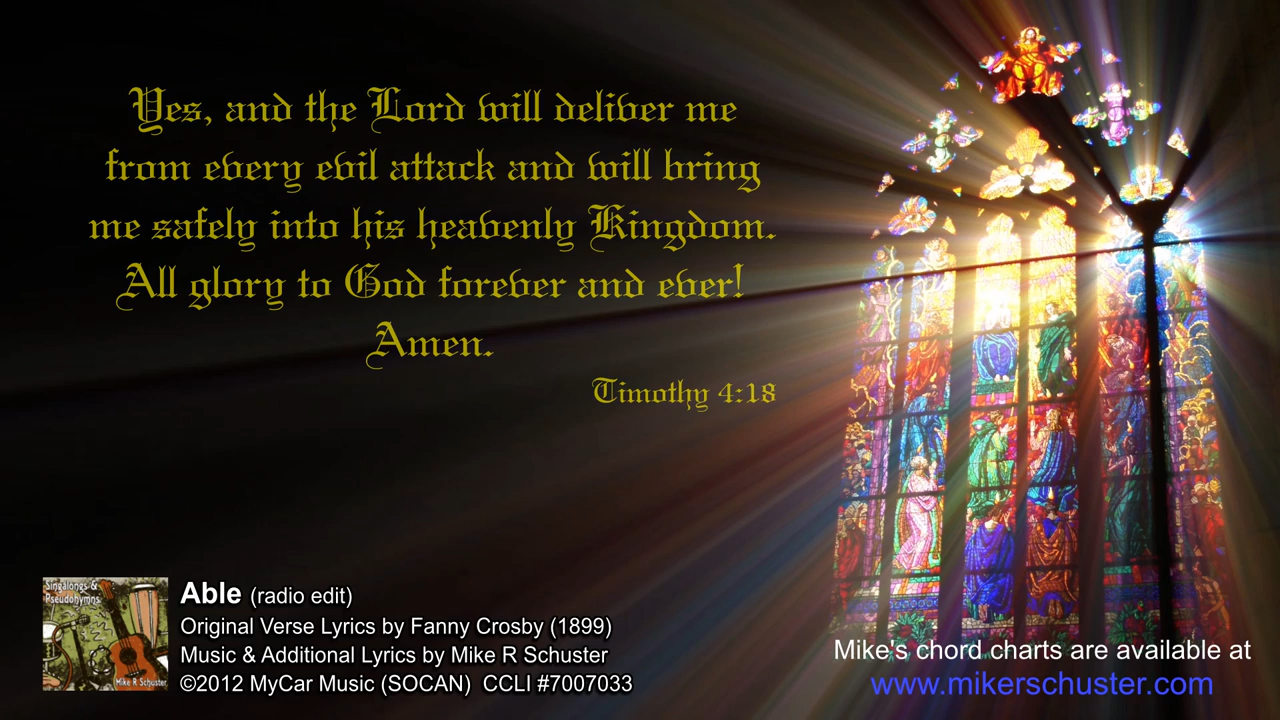 Yes, and the Lord will deliver me
from every evil attack and will bring
me safely into his heavenly Kingdom.
All glory to God forever and ever!
Amen.
Timothy 4:18
Singalongs &
Pseudohymns
Mike R Schuster
Able (radio edit)
Original Verse Lyrics by Fanny Crosby (1899)
Music & Additional Lyrics by Mike R Schuster
©2012 MyCar Music (SOCAN)  CCLI #7007033
Mike's chord charts are available at
www.mikerschuster.com